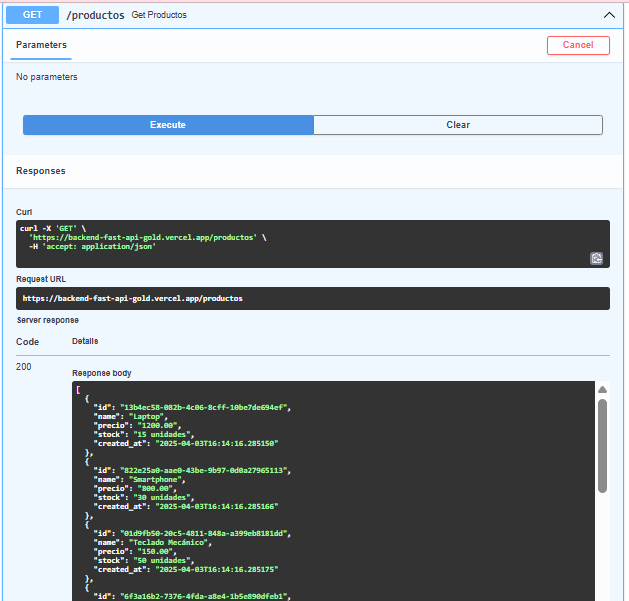 GET /productos Get Productos
Parameters
Cancel
No parameters
Execute
Clear
Responses
Curl
curl -X 'GET' \
'https://backend-fast-api-gold.vercel.app/productos' \
-H 'accept: application/json'
Request URL
https://backend-fast-api-gold.vercel.app/productos
Server response
Code Details
200
Response body
[
{
"id": "13b4ec58-082b-4c06-8cff-10be7de694ef",
"name": "Laptop",
"precio": "1200.00",
"stock": "15 unidades",
"created_at": "2025-04-03T16:14:16.285150"
},
{
"id": "822e25a0-aae0-43be-9b97-0d0a27965113",
"name": "Smartphone",
"precio": "800.00",
"stock": "30 unidades",
"created_at": "2025-04-03T16:14:16.285166"
},
{
"id": "01d9fb50-20c5-4811-848a-a399eb8181dd",
"name": "Teclado Mecánico",
"precio": "150.00",
"stock": "50 unidades",
"created_at": "2025-04-03T16:14:16.285175"
},
{
"id": "6f3a16b2-7376-4fda-a8e4-1b5e890dfeb1",